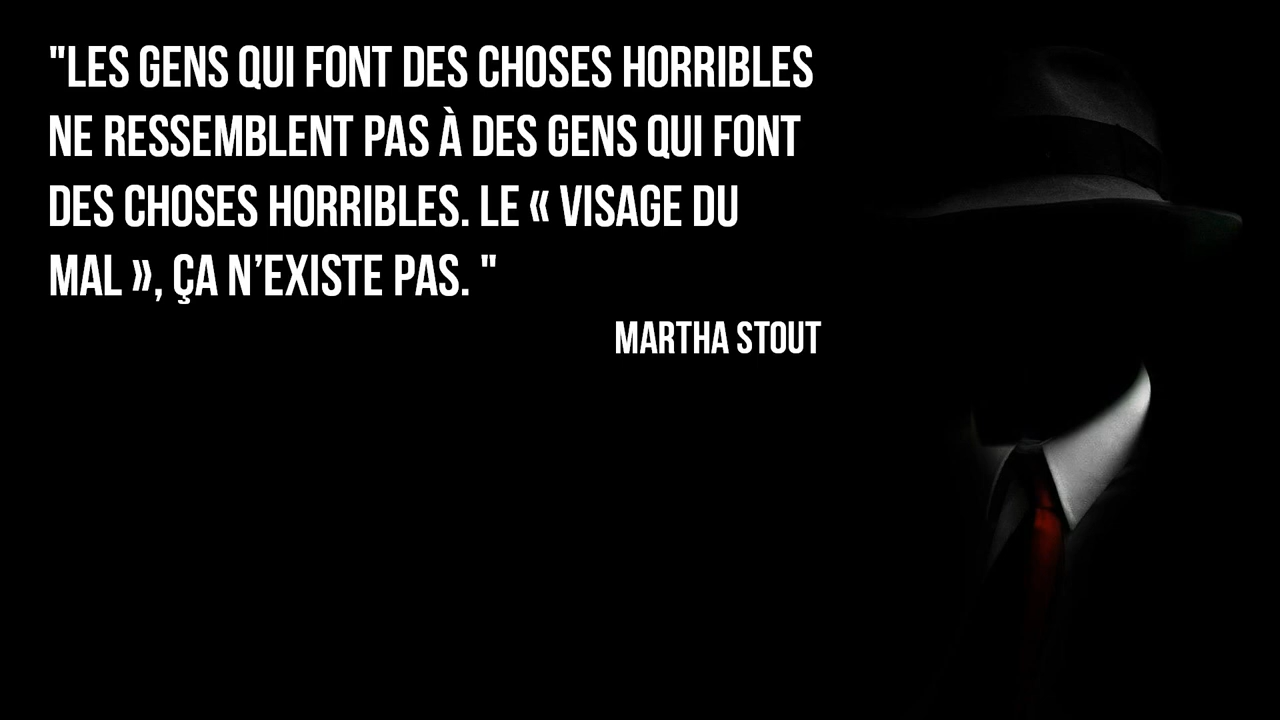 "LES GENS QUI FONT DES CHOSES HORRIBLES
NE RESSEMBLENT PAS À DES GENS QUI FONT
DES CHOSES HORRIBLES. LE « VISAGE DU
MAL », ÇA N’EXISTE PAS. "
MARTHA STOUT